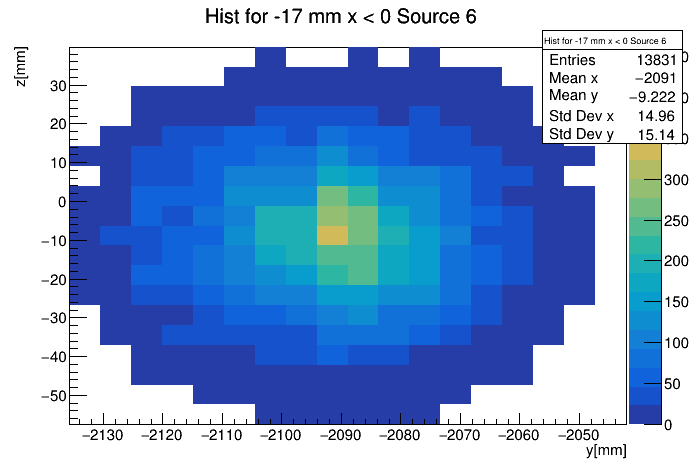 Hist for -17 mm x < 0 Source 6
z[mm]
Hist for -17 mm x < 0 Source 6
Entries 13831
Mean x −2091
Mean y −9.222
Std Dev x 14.96
Std Dev y 15.14
30
20
10
0
−10
−20
−30
−40
−50
−2130 −2120 −2110 −2100 −2090 −2080 −2070 −2060 −2050
y[mm]
300
250
200
150
100
50
0